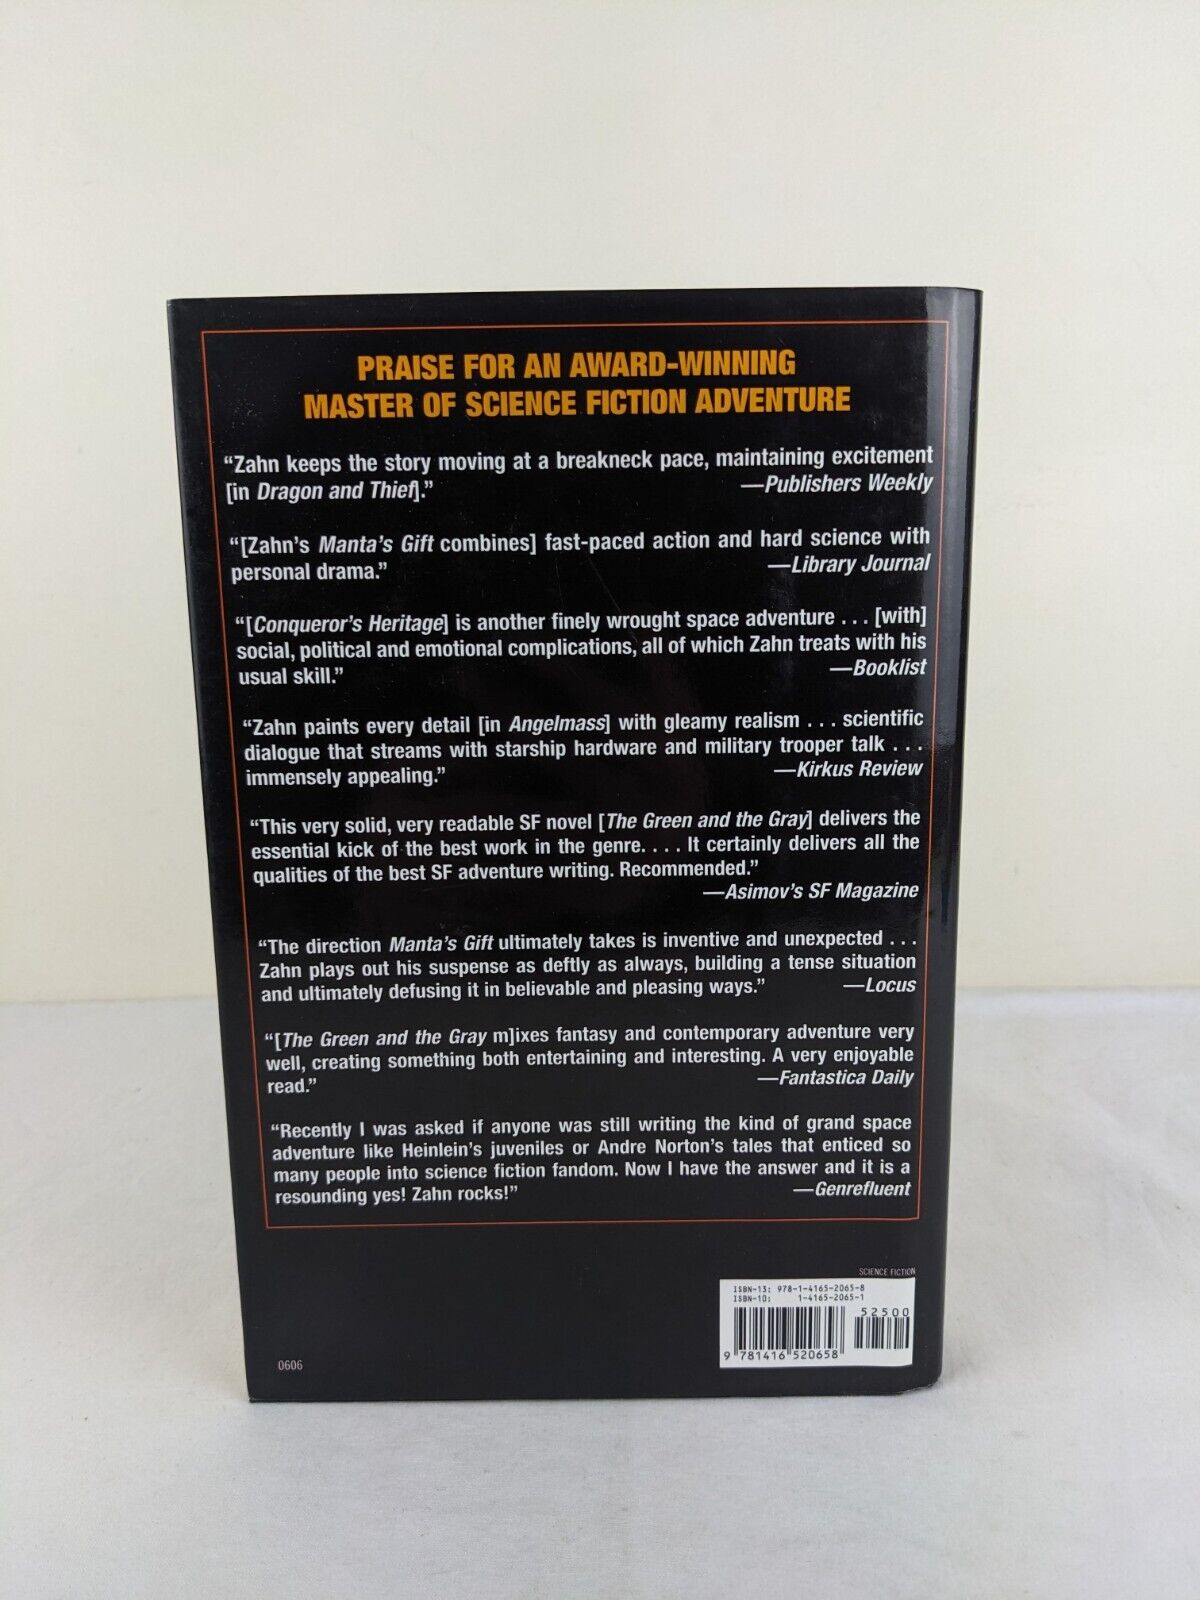 PRAISE FOR AN AWARD-WINNING
MASTER OF SCIENCE FICTION ADVENTURE
“Zahn keeps the story moving at a breakneck pace, maintaining excitement
[in Dragon and Thief].” —Publishers Weekly
“[Zahn’s Manta’s Gift combines] fast-paced action and hard science with
personal drama.” —Library Journal
“[Conqueror’s Heritage] is another finely wrought space adventure . . . [with]
social, political and emotional complications, all of which Zahn treats with his
usual skill.” —Booklist
“Zahn paints every detail [in Angelmass] with gleamy realism . . . scientific
dialogue that streams with starship hardware and military trooper talk . . .
immensely appealing.” —Kirkus Review
“This very solid, very readable SF novel [The Green and the Gray] delivers the
essential kick of the best work in the genre. . . . It certainly delivers all the
qualities of the best SF adventure writing. Recommended.”
—Asimov’s SF Magazine
“The direction Manta’s Gift ultimately takes is inventive and unexpected . . .
Zahn plays out his suspense as deftly as always, building a tense situation
and ultimately defusing it in believable and pleasing ways.” —Locus
“[The Green and the Gray m]ixes fantasy and contemporary adventure very
well, creating something both entertaining and interesting. A very enjoyable
read.” —Fantastica Daily
“Recently I was asked if anyone was still writing the kind of grand space
adventure like Heinlein’s juveniles or Andre Norton’s tales that enticed so
many people into science fiction fandom. Now I have the answer and it is a
resounding yes! Zahn rocks!” —Genrefluent
SCIENCE FICTION
ISBN-13: 978-1-4165-2065-8
ISBN-10: 1-4165-2065-1
52500
9 781416 520658
0606